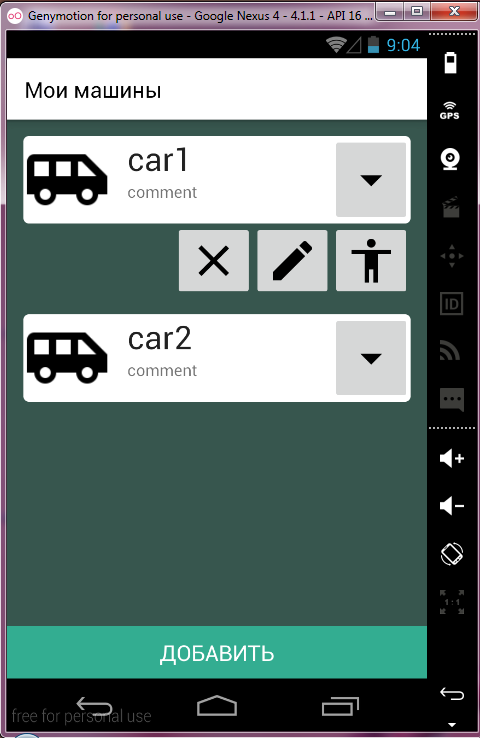 Genymotion for personal use - Google Nexus 4 - 4.1.1 - API 16 ...
9:04
Мои машины
GPS
car1
comment
ID
car2
comment
1:1
ДОБАВИТЬ
free for personal use